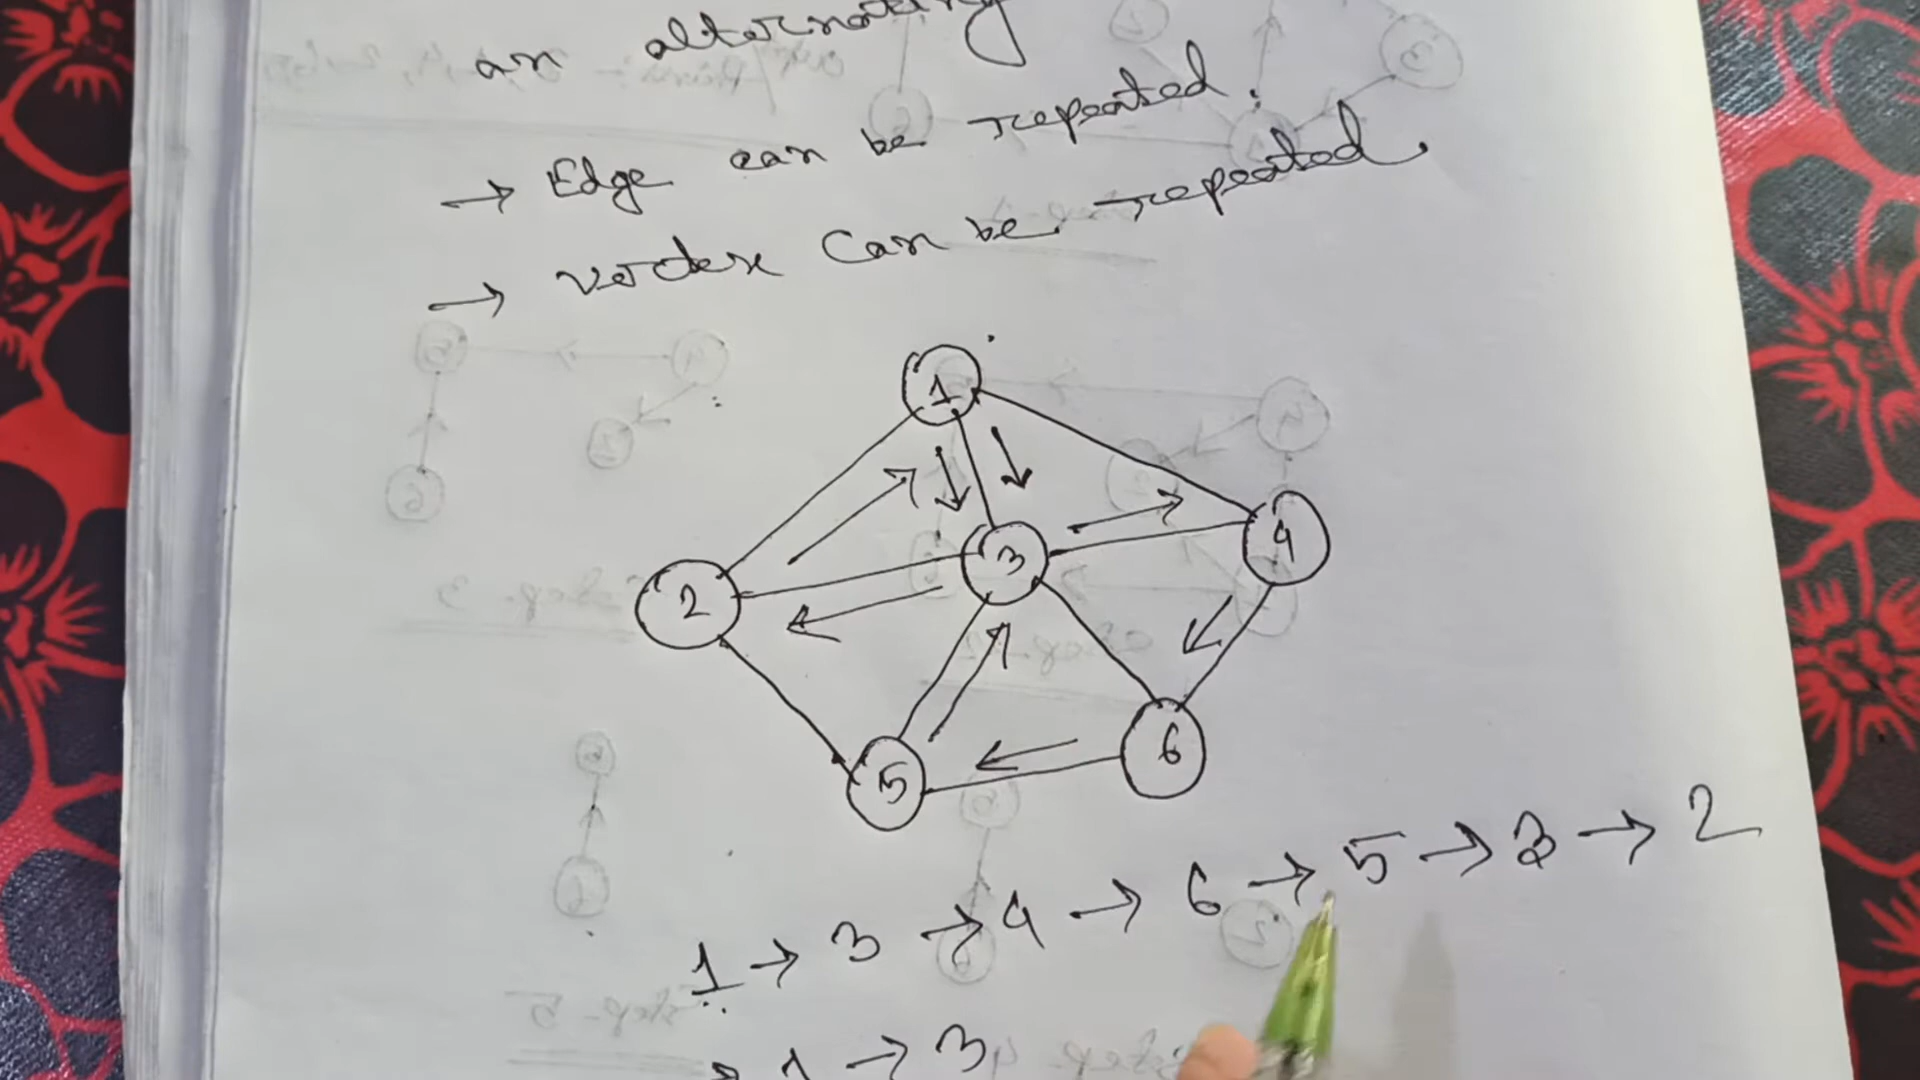 an alternating
→ Edge can be repeated.
→ vertex can be repeated.
1
2
3
4
5
6
1 → 3 → 4 → 6 → 5 → 3 → 2
→ 1 → 3